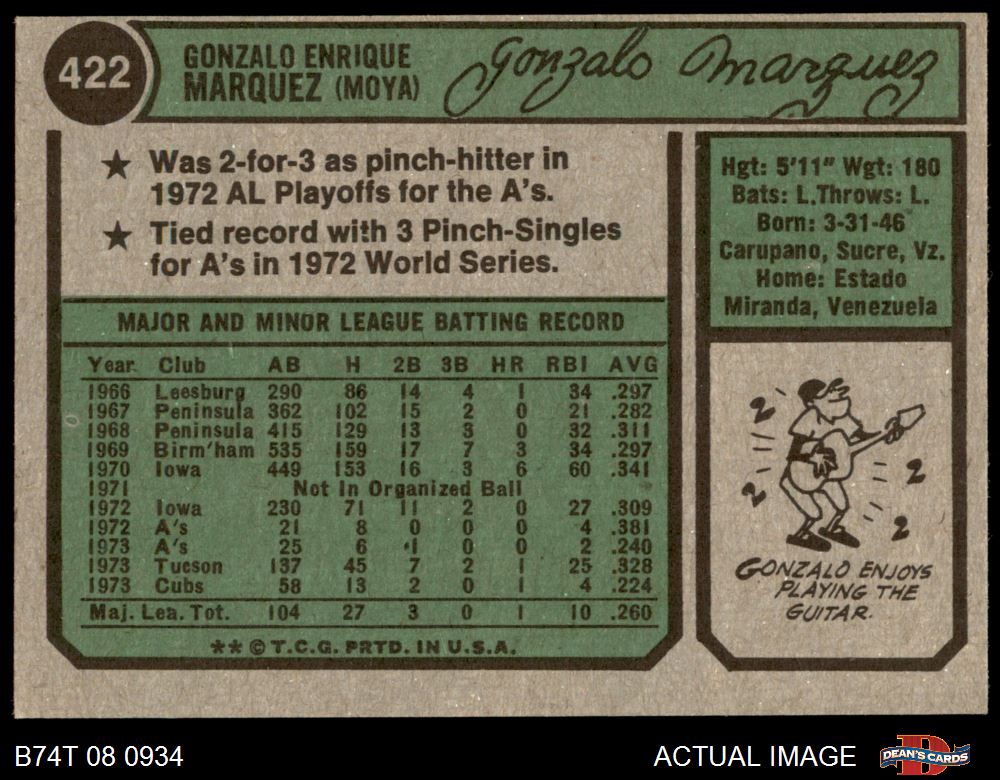 422
GONZALO ENRIQUE
MARQUEZ (MOYA)
Gonzalo Marquez
★ Was 2-for-3 as pinch-hitter in
1972 AL Playoffs for the A's.
★ Tied record with 3 Pinch-Singles
for A's in 1972 World Series.
Hgt: 5'11" Wgt: 180
Bats: L. Throws: L.
Born: 3-31-46
Carupano, Sucre, Vz.
Home: Estado
Miranda, Venezuela
MAJOR AND MINOR LEAGUE BATTING RECORD
Year Club AB H 2B 3B HR RBI AVG
1966 Leesburg 290 86 14 4 1 34 .297
1967 Peninsula 362 102 15 2 0 21 .282
1968 Peninsula 415 129 13 3 0 32 .311
1969 Birm'ham 535 159 17 7 3 34 .297
1970 Iowa 449 153 16 3 6 60 .341
1971 Not In Organized Ball
1972 Iowa 230 71 11 2 0 27 .309
1972 A's 21 8 0 0 0 4 .381
1973 A's 25 6 1 0 0 2 .240
1973 Tucson 137 45 7 2 1 25 .328
1973 Cubs 58 13 2 0 1 4 .224
Maj. Lea. Tot. 104 27 3 0 1 10 .260
** © T.C.G. PRTD. IN U.S.A.
GONZALO ENJOYS
PLAYING THE
GUITAR.
B74T 08 0934
ACTUAL IMAGE
DEAN'S CARDS